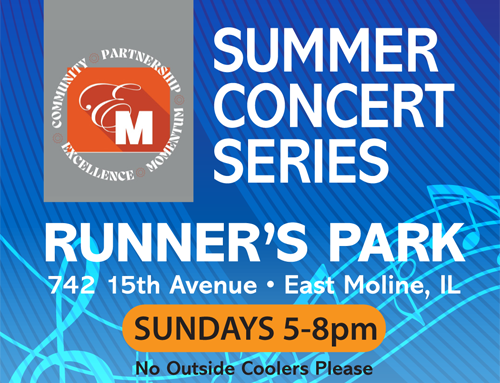 COMMUNITY PARTNERSHIP MOMENTUM EXCELLENCE
EM
SUMMER
CONCERT
SERIES
RUNNER'S PARK
742 15th Avenue • East Moline, IL
SUNDAYS 5-8pm
No Outside Coolers Please